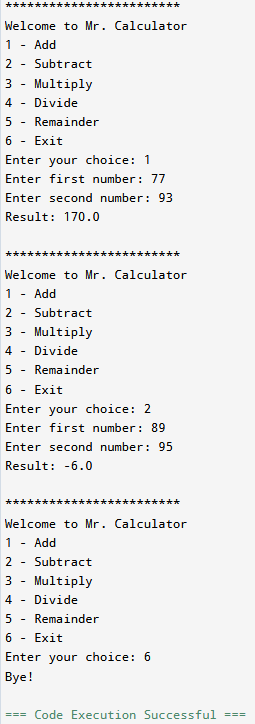 ************************
Welcome to Mr. Calculator
1 - Add
2 - Subtract
3 - Multiply
4 - Divide
5 - Remainder
6 - Exit
Enter your choice: 1
Enter first number: 77
Enter second number: 93
Result: 170.0
************************
Welcome to Mr. Calculator
1 - Add
2 - Subtract
3 - Multiply
4 - Divide
5 - Remainder
6 - Exit
Enter your choice: 2
Enter first number: 89
Enter second number: 95
Result: -6.0
************************
Welcome to Mr. Calculator
1 - Add
2 - Subtract
3 - Multiply
4 - Divide
5 - Remainder
6 - Exit
Enter your choice: 6
Bye!
=== Code Execution Successful ===